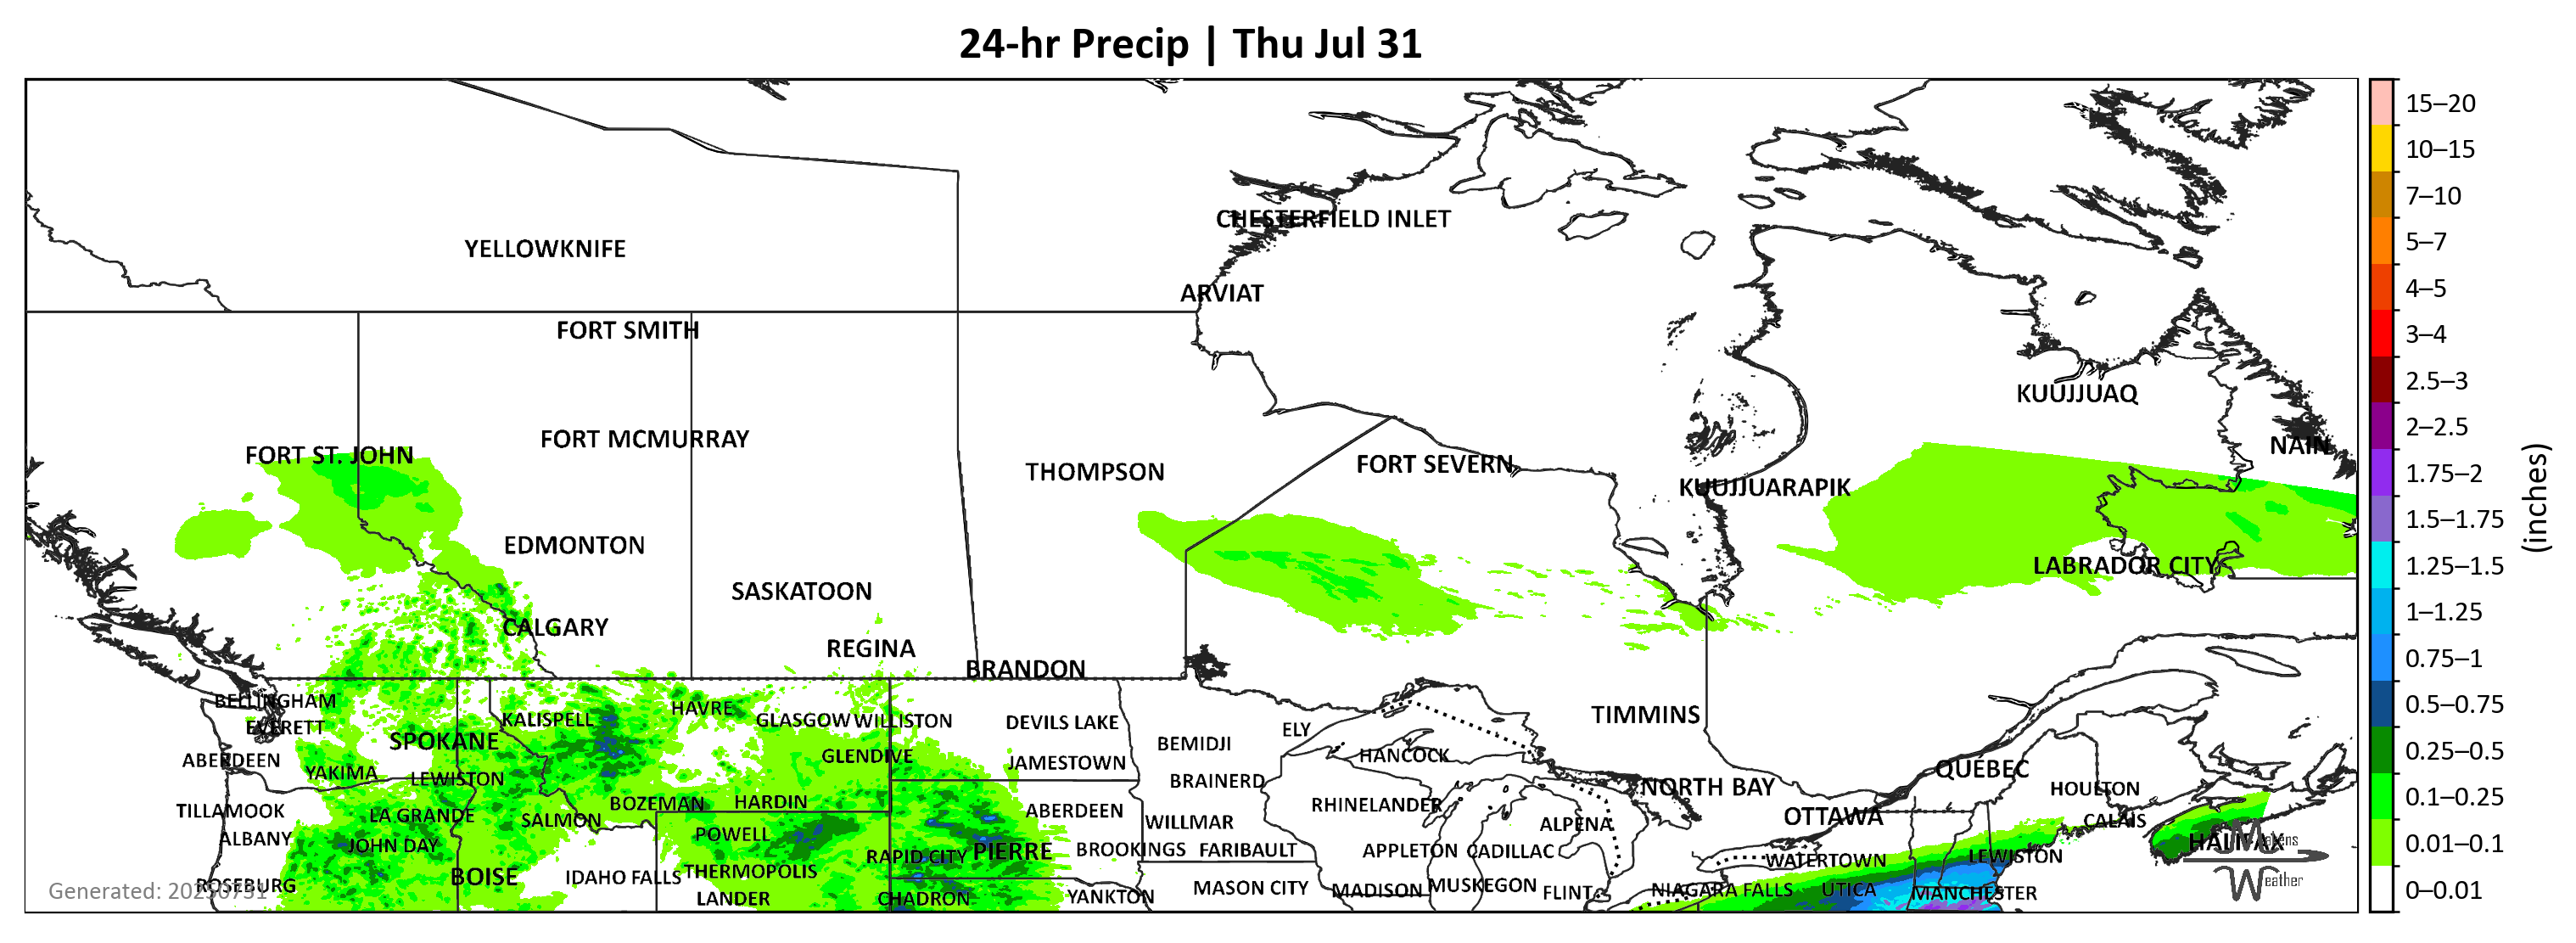 24-hr Precip | Thu Jul 31
CHESTERFIELD INLET
YELLOWKNIFE
ARVIAT
FORT SMITH
KUUJJUAQ
FORT MCMURRAY
NAIN
FORT ST. JOHN
FORT SEVERN
THOMPSON
KUUJJUARAPIK
EDMONTON
LABRADOR CITY
SASKATOON
CALGARY
REGINA
BRANDON
BELLINGHAM
HAVRE
TIMMINS
KALISPELL
GLASGOW
WILLISTON
DEVILS LAKE
EVERETT
ELY
SPOKANE
BEMIDJI
GLENDIVE
HANCOCK
ABERDEEN
JAMESTOWN
QUÉBEC
YAKIMA
LEWISTON
BRAINERD
NORTH BAY
HOULTON
BOZEMAN
HARDIN
RHINELANDER
TILLAMOOK
LA GRANDE
SALMON
ABERDEEN
WILLMAR
ALPENA
OTTAWA
CALAIS
ALBANY
JOHN DAY
POWELL
HALIFAX
RAPID CITY
PIERRE
BROOKINGS
FARIBAULT
APPLETON
CADILLAC
WATERTOWN
LEWISTON
ROSEBURG
BOISE
IDAHO FALLS
THERMOPOLIS
MASON CITY
MADISON
MUSKEGON
FLINT
NIAGARA FALLS
UTICA
MANCHESTER
LANDER
CHADRON
YANKTON
Generated: 20250731
Weather
15–20
10–15
7–10
5–7
4–5
3–4
2.5–3
2–2.5
1.75–2
1.5–1.75
1.25–1.5
1–1.25
0.75–1
0.5–0.75
0.25–0.5
0.1–0.25
0.01–0.1
0–0.01
(inches)